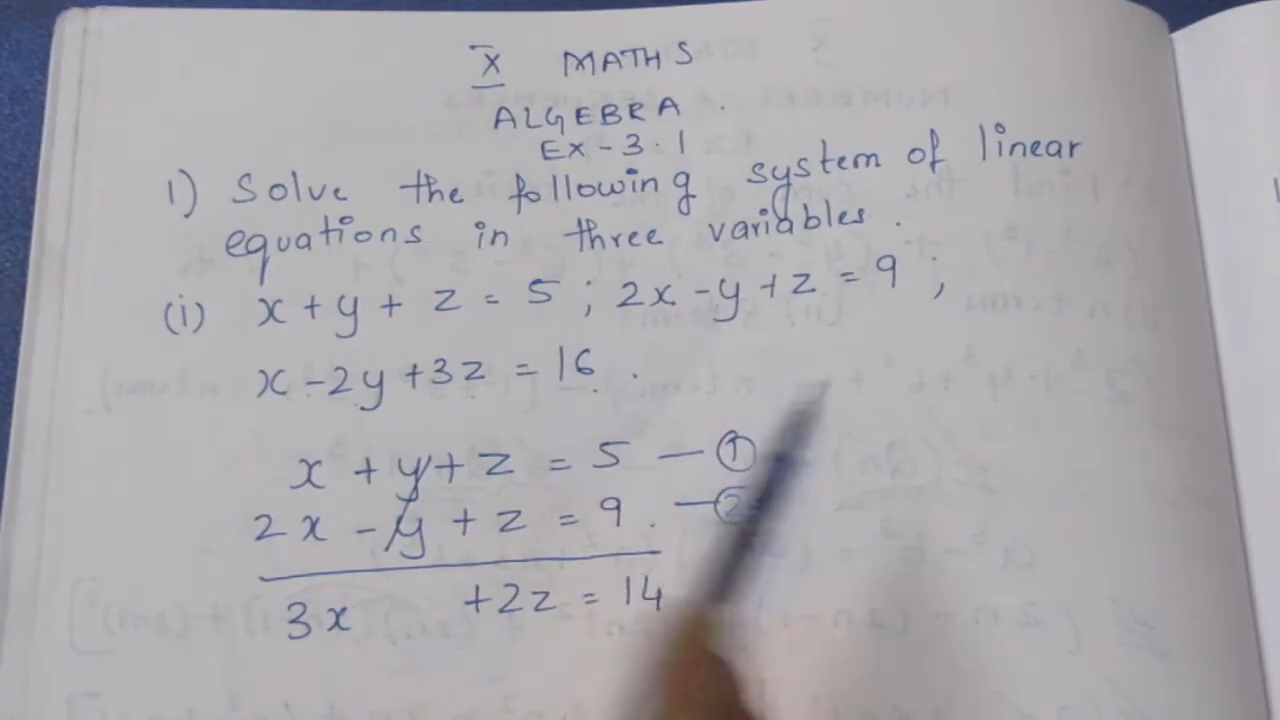 X MATHS
ALGEBRA.
Ex-3.1
1) Solve the following system of linear
equations in three variables.
(i) x+y+z=5; 2x-y+z=9;
x-2y+3z=16.
x+y+z=5 — ①
2x-y+z=9. — ②
3x +2z=14